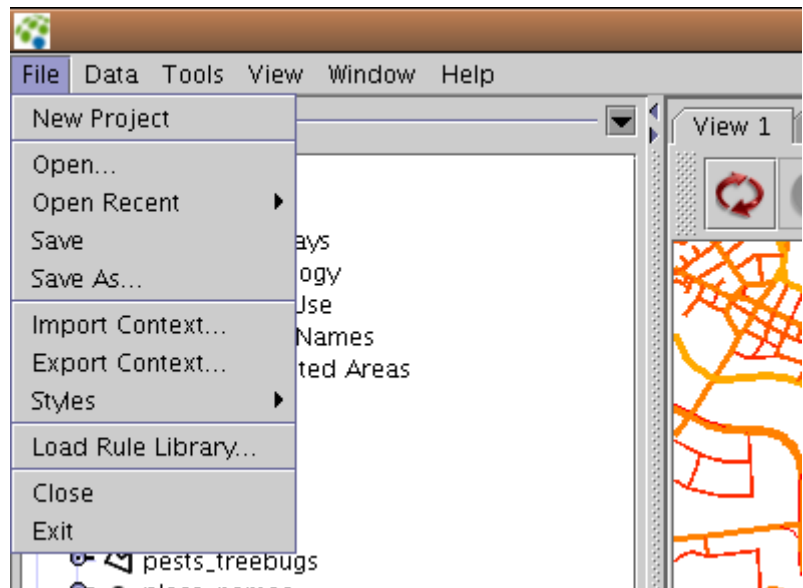 File Data Tools View Window Help
New Project
Open...
Open Recent
Save
Save As...
Import Context...
Export Context...
Styles
Load Rule Library...
Close
Exit
ays
ogy
Use
Names
ted Areas
pests_treebugs
place_names
View 1